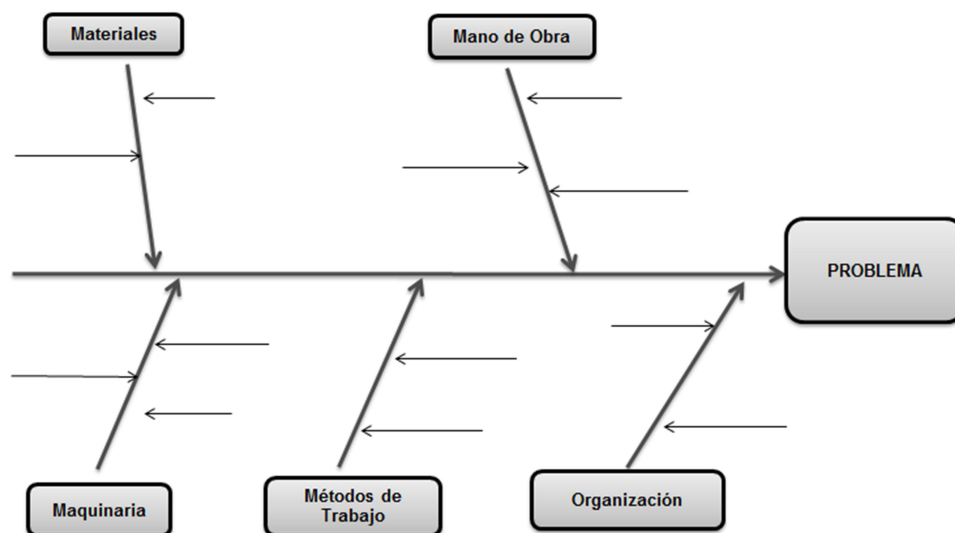 Materiales
Mano de Obra
PROBLEMA
Maquinaria
Métodos de
Trabajo
Organización